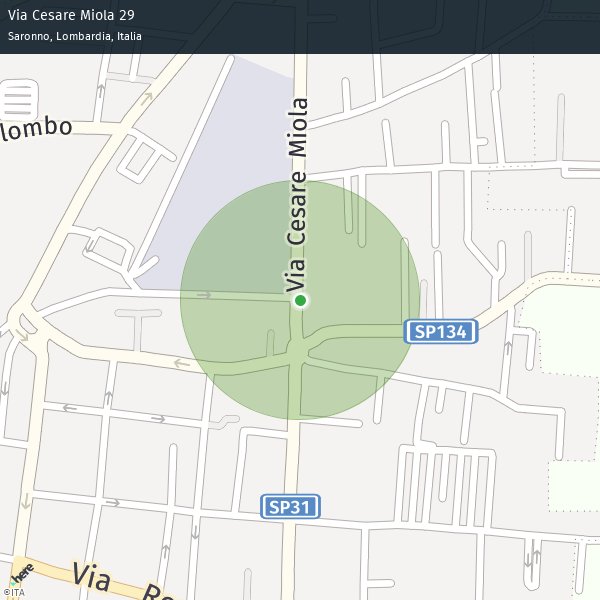 Via Cesare Miola 29
Saronno, Lombardia, Italia
lombo
Via Cesare Miola
SP134
SP31
Via Ro
here
©ITA